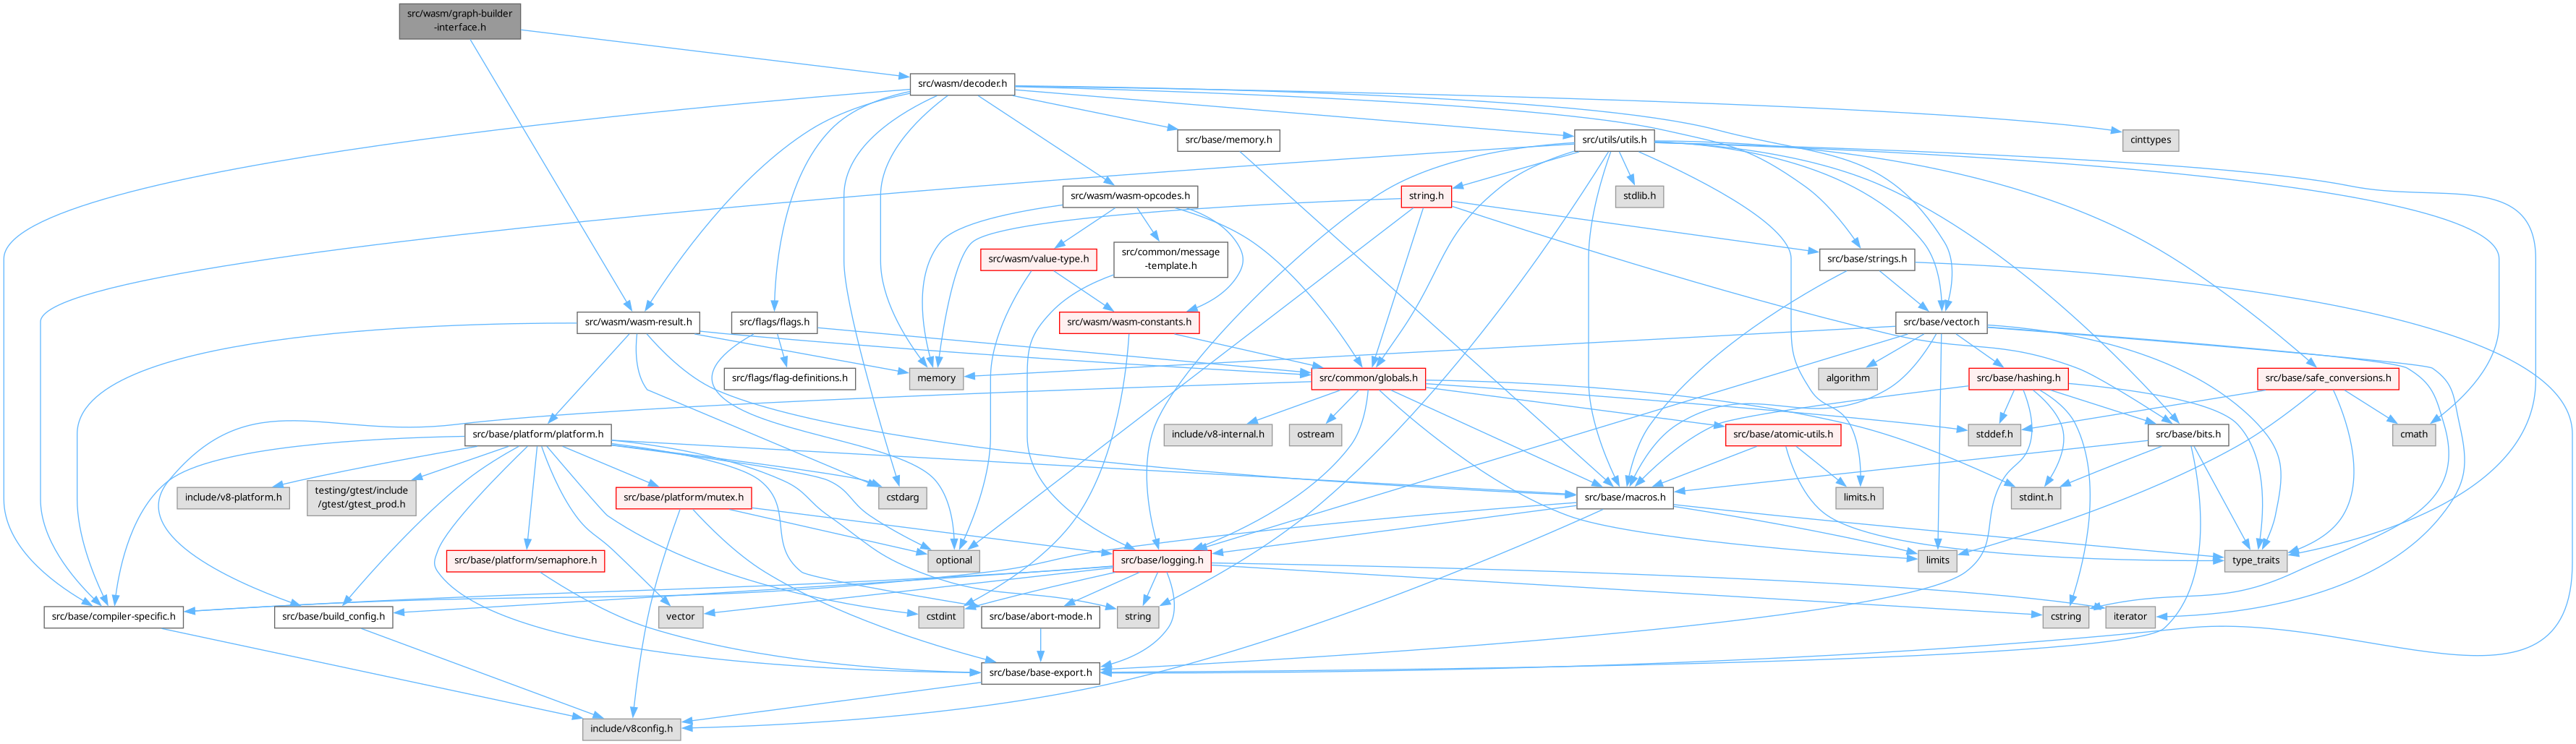 src/wasm/graph-builder
-interface.h
src/wasm/decoder.h
src/base/memory.h
src/utils/utils.h
cinttypes
src/wasm/wasm-opcodes.h
string.h
stdlib.h
src/wasm/value-type.h
src/common/message
-template.h
src/base/strings.h
src/wasm/wasm-result.h
src/flags/flags.h
src/wasm/wasm-constants.h
src/base/vector.h
src/flags/flag-definitions.h
memory
src/common/globals.h
algorithm
src/base/hashing.h
src/base/safe_conversions.h
src/base/platform/platform.h
include/v8-internal.h
ostream
src/base/atomic-utils.h
stddef.h
src/base/bits.h
cmath
include/v8-platform.h
testing/gtest/include
/gtest/gtest_prod.h
src/base/platform/mutex.h
cstdarg
src/base/macros.h
limits.h
stdint.h
src/base/platform/semaphore.h
optional
src/base/logging.h
limits
type_traits
src/base/compiler-specific.h
src/base/build_config.h
vector
cstdint
src/base/abort-mode.h
string
cstring
iterator
src/base/base-export.h
include/v8config.h